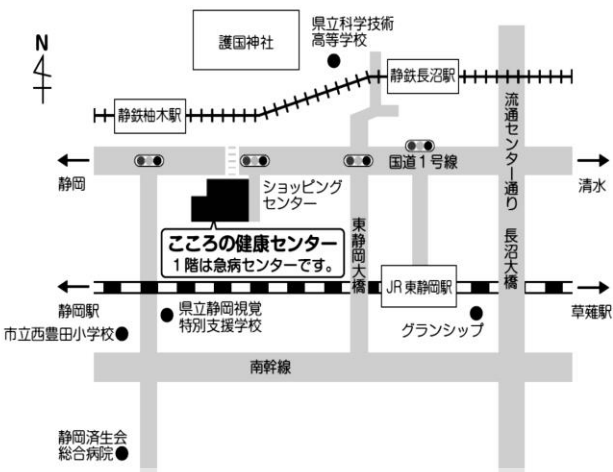 N
護国神社
県立科学技術
高等学校
静鉄長沼駅
静鉄柚木駅
流通センター通り 長沼大橋
国道1号線
静岡
清水
ショッピング
センター
東静岡大橋
こころの健康センター
1階は急病センターです。
JR東静岡駅
静岡駅
草薙駅
県立静岡視覚
特別支援学校
グランシップ
市立西豊田小学校
南幹線
静岡済生会
総合病院